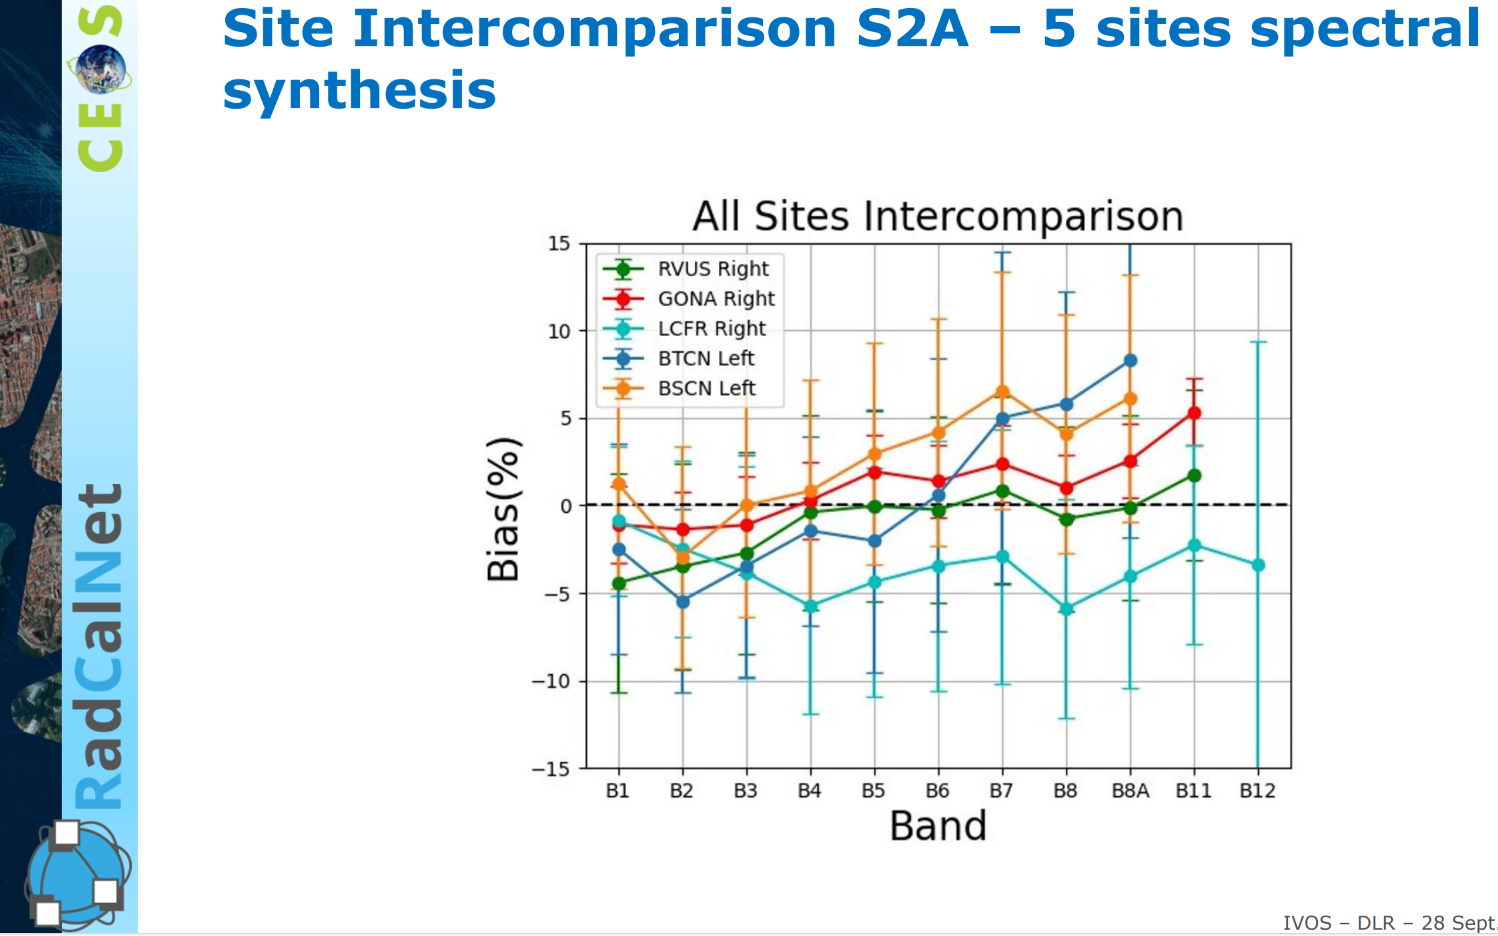 Site Intercomparison S2A – 5 sites spectral
synthesis
CEOS
RadCalNet
All Sites Intercomparison
RVUS Right
GONA Right
LCFR Right
BTCN Left
BSCN Left
Bias(%)
15
10
5
0
−5
−10
−15
B1 B2 B3 B4 B5 B6 B7 B8 B8A B11 B12
Band
IVOS – DLR – 28 Sept.